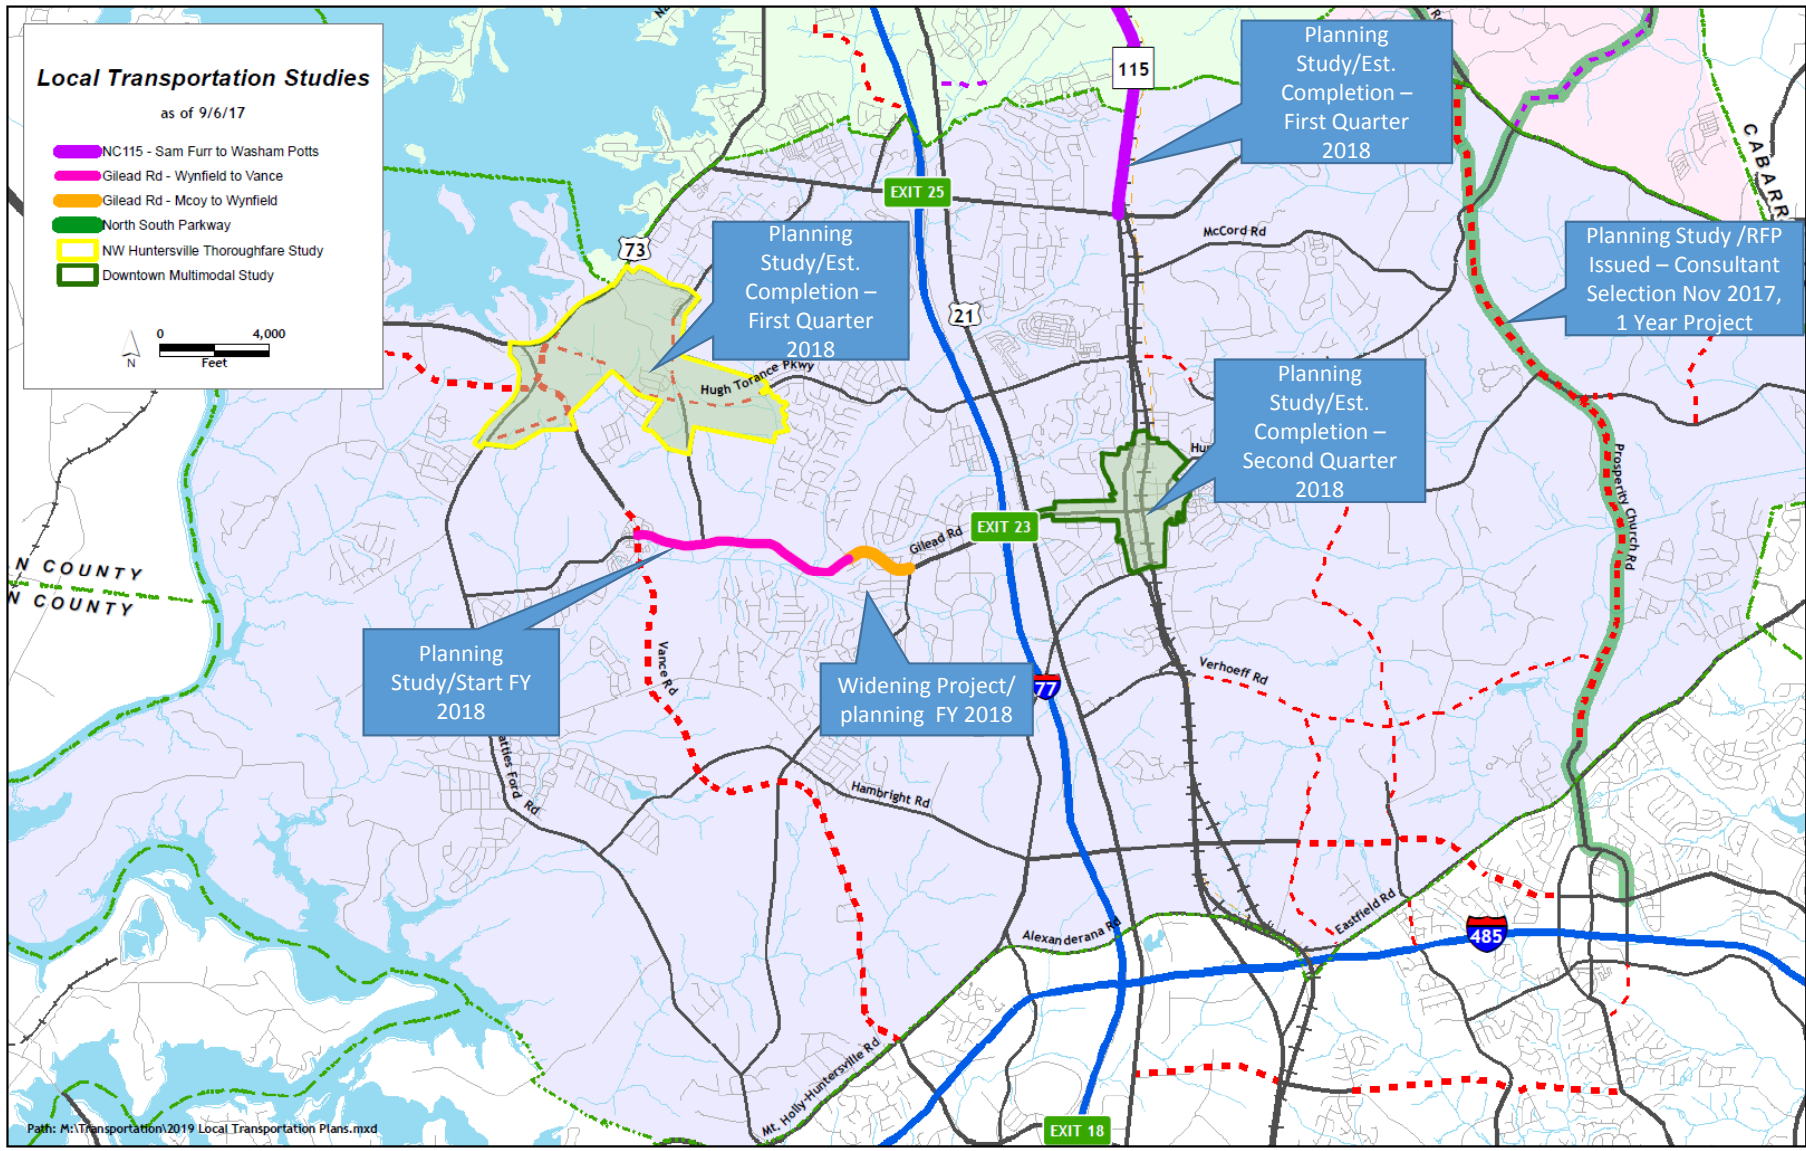 Local Transportation Studies
as of 9/6/17
NC115 - Sam Furr to Washam Potts
Gilead Rd - Wynfield to Vance
Gilead Rd - Mcoy to Wynfield
North South Parkway
NW Huntersville Thoroughfare Study
Downtown Multimodal Study
N
0 4,000
Feet
115
Planning
Study/Est.
Completion –
First Quarter
2018
CABARR
EXIT 25
73
Planning
Study/Est.
Completion –
First Quarter
2018
McCord Rd
Planning Study /RFP
Issued – Consultant
Selection Nov 2017,
1 Year Project
21
Hugh Torance Pkwy
Planning
Study/Est.
Completion –
Second Quarter
2018
Hu
Prosperity Church Rd
EXIT 23
Gilead Rd
N COUNTY
N COUNTY
Planning
Study/Start FY
2018
Vance Rd
Widening Project/
planning FY 2018
77
Verhoeff Rd
atties Ford Rd
Hambright Rd
Alexanderana Rd
Eastfield Rd
485
Mt. Holly-Huntersville Rd
EXIT 18
Path: M:\Transportation\2019 Local Transportation Plans.mxd